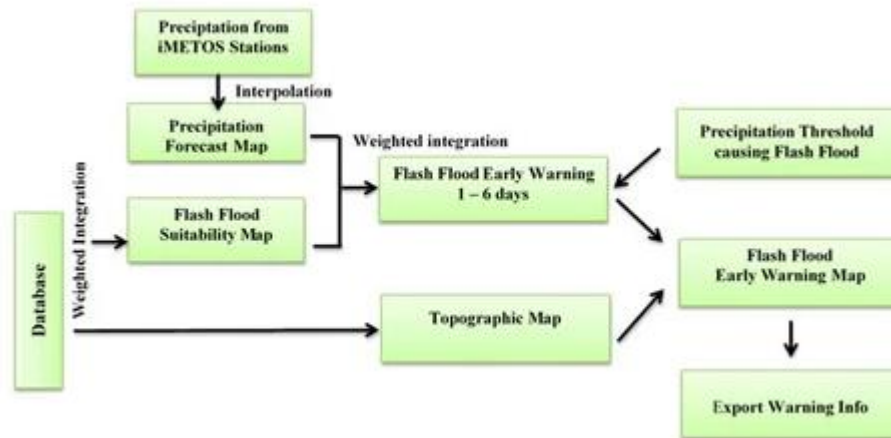 Preciptation from
iMETOS Stations
Interpolation
Precipitation
Forecast Map
Weighted integration
Precipitation Threshold
causing Flash Flood
Flash Flood Early Warning
1 – 6 days
Database
Weighted Integration
Flash Flood
Suitability Map
Flash Flood
Early Warning Map
Topographic Map
Export Warning Info